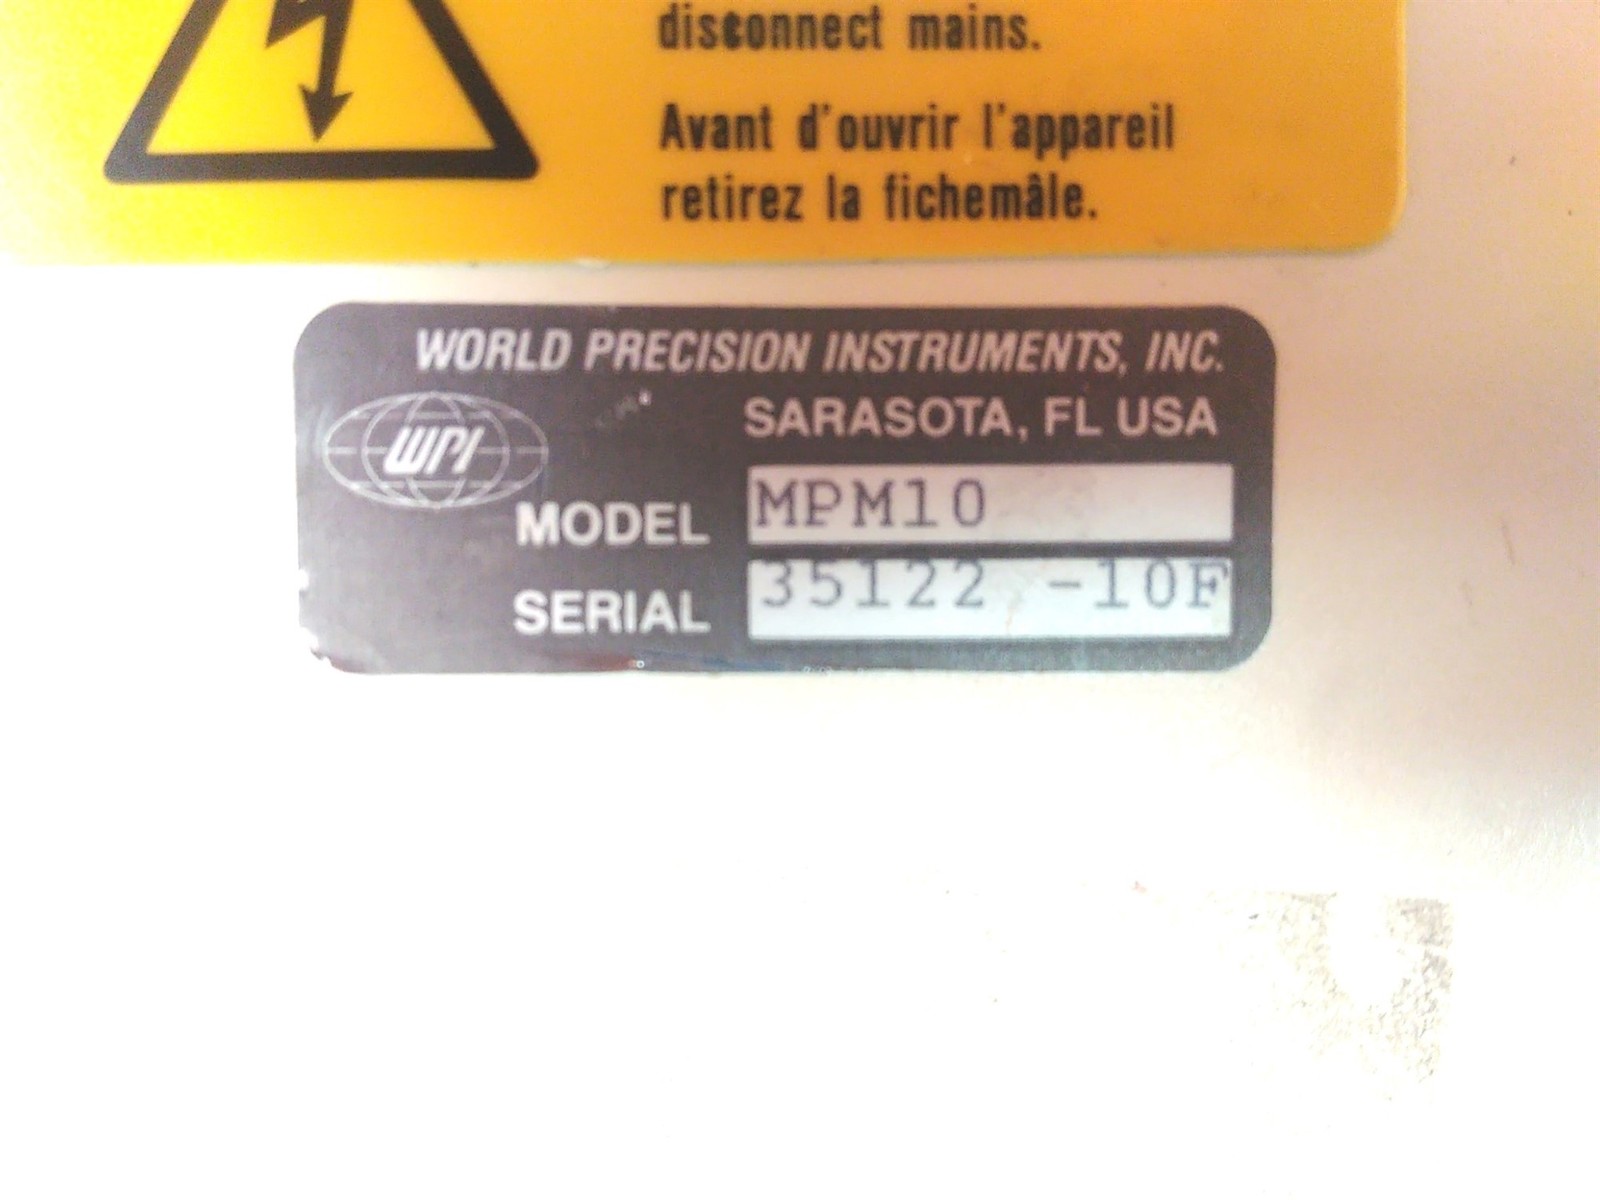 disconnect mains.
Avant d'ouvrir l'appareil
retirez la fichemâle.
WORLD PRECISION INSTRUMENTS, INC.
SARASOTA, FL USA
WPI
MODEL MPM10
SERIAL 35122 -10F